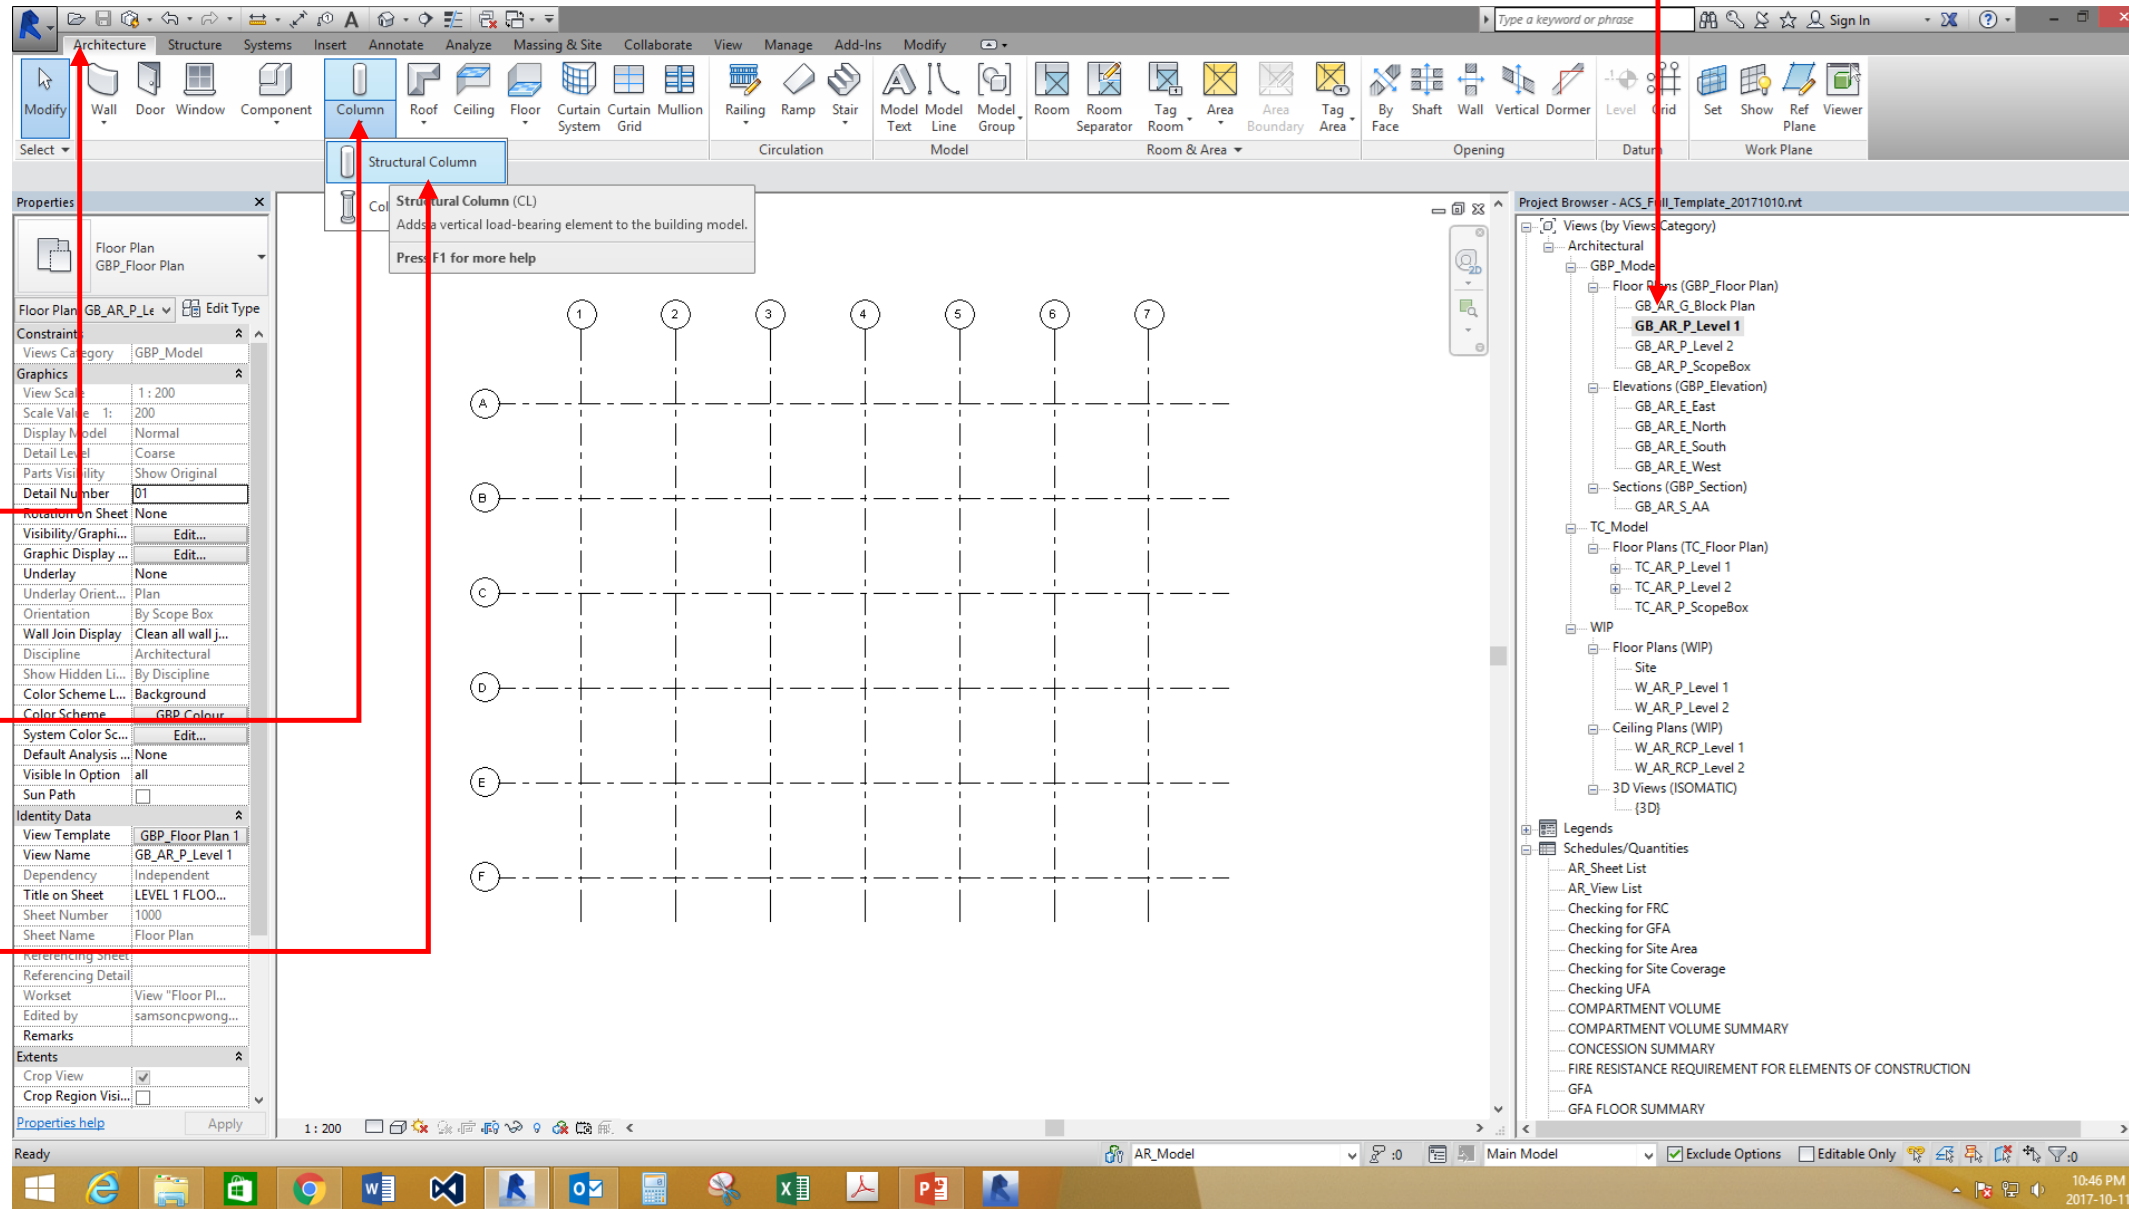 Type a keyword or phrase
Sign In
Architecture Structure Systems Insert Annotate Analyze Massing & Site Collaborate View Manage Add-Ins Modify
Modify Wall Door Window Component Column Roof Ceiling Floor Curtain System Curtain Grid Mullion Railing Ramp Stair Model Text Model Line Model Group Room Room Separator Tag Room Area Area Boundary Tag Area By Face Shaft Wall Vertical Dormer Level Grid Set Show Ref Plane Viewer
Select Circulation Model Room & Area Opening Datum Work Plane
Structural Column
Col
Structural Column (CL)
Adds a vertical load-bearing element to the building model.
Press F1 for more help
Properties
Floor Plan
GBP_Floor Plan
Floor Plan: GB_AR_P_Le Edit Type
Constraints
Views Category GBP_Model
Graphics
View Scale 1 : 200
Scale Value 1: 200
Display Model Normal
Detail Level Coarse
Parts Visibility Show Original
Detail Number 01
Rotation on Sheet None
Visibility/Graphi... Edit...
Graphic Display ... Edit...
Underlay None
Underlay Orient... Plan
Orientation By Scope Box
Wall Join Display Clean all wall j...
Discipline Architectural
Show Hidden Li... By Discipline
Color Scheme L... Background
Color Scheme GBP Colour
System Color Sc... Edit...
Default Analysis ... None
Visible In Option all
Sun Path
Identity Data
View Template GBP_Floor Plan 1
View Name GB_AR_P_Level 1
Dependency Independent
Title on Sheet LEVEL 1 FLOO...
Sheet Number 1000
Sheet Name Floor Plan
Referencing Sheet
Referencing Detail
Workset View "Floor Pl...
Edited by samsoncpwong...
Remarks
Extents
Crop View
Crop Region Visi...
Properties help Apply
1 2 3 4 5 6 7
A
B
C
D
E
F
2D
1 : 200
Project Browser - ACS_Full_Template_20171010.rvt
Views (by Views Category)
Architectural
GBP_Model
Floor Plans (GBP_Floor Plan)
GB_AR_G_Block Plan
GB_AR_P_Level 1
GB_AR_P_Level 2
GB_AR_P_ScopeBox
Elevations (GBP_Elevation)
GB_AR_E_East
GB_AR_E_North
GB_AR_E_South
GB_AR_E_West
Sections (GBP_Section)
GB_AR_S_AA
TC_Model
Floor Plans (TC_Floor Plan)
TC_AR_P_Level 1
TC_AR_P_Level 2
TC_AR_P_ScopeBox
WIP
Floor Plans (WIP)
Site
W_AR_P_Level 1
W_AR_P_Level 2
Ceiling Plans (WIP)
W_AR_RCP_Level 1
W_AR_RCP_Level 2
3D Views (ISOMATIC)
{3D}
Legends
Schedules/Quantities
AR_Sheet List
AR_View List
Checking for FRC
Checking for GFA
Checking for Site Area
Checking for Site Coverage
Checking UFA
COMPARTMENT VOLUME
COMPARTMENT VOLUME SUMMARY
CONCESSION SUMMARY
FIRE RESISTANCE REQUIREMENT FOR ELEMENTS OF CONSTRUCTION
GFA
GFA FLOOR SUMMARY
Ready AR_Model :0 Main Model Exclude Options Editable Only :0
10:46 PM
2017-10-11